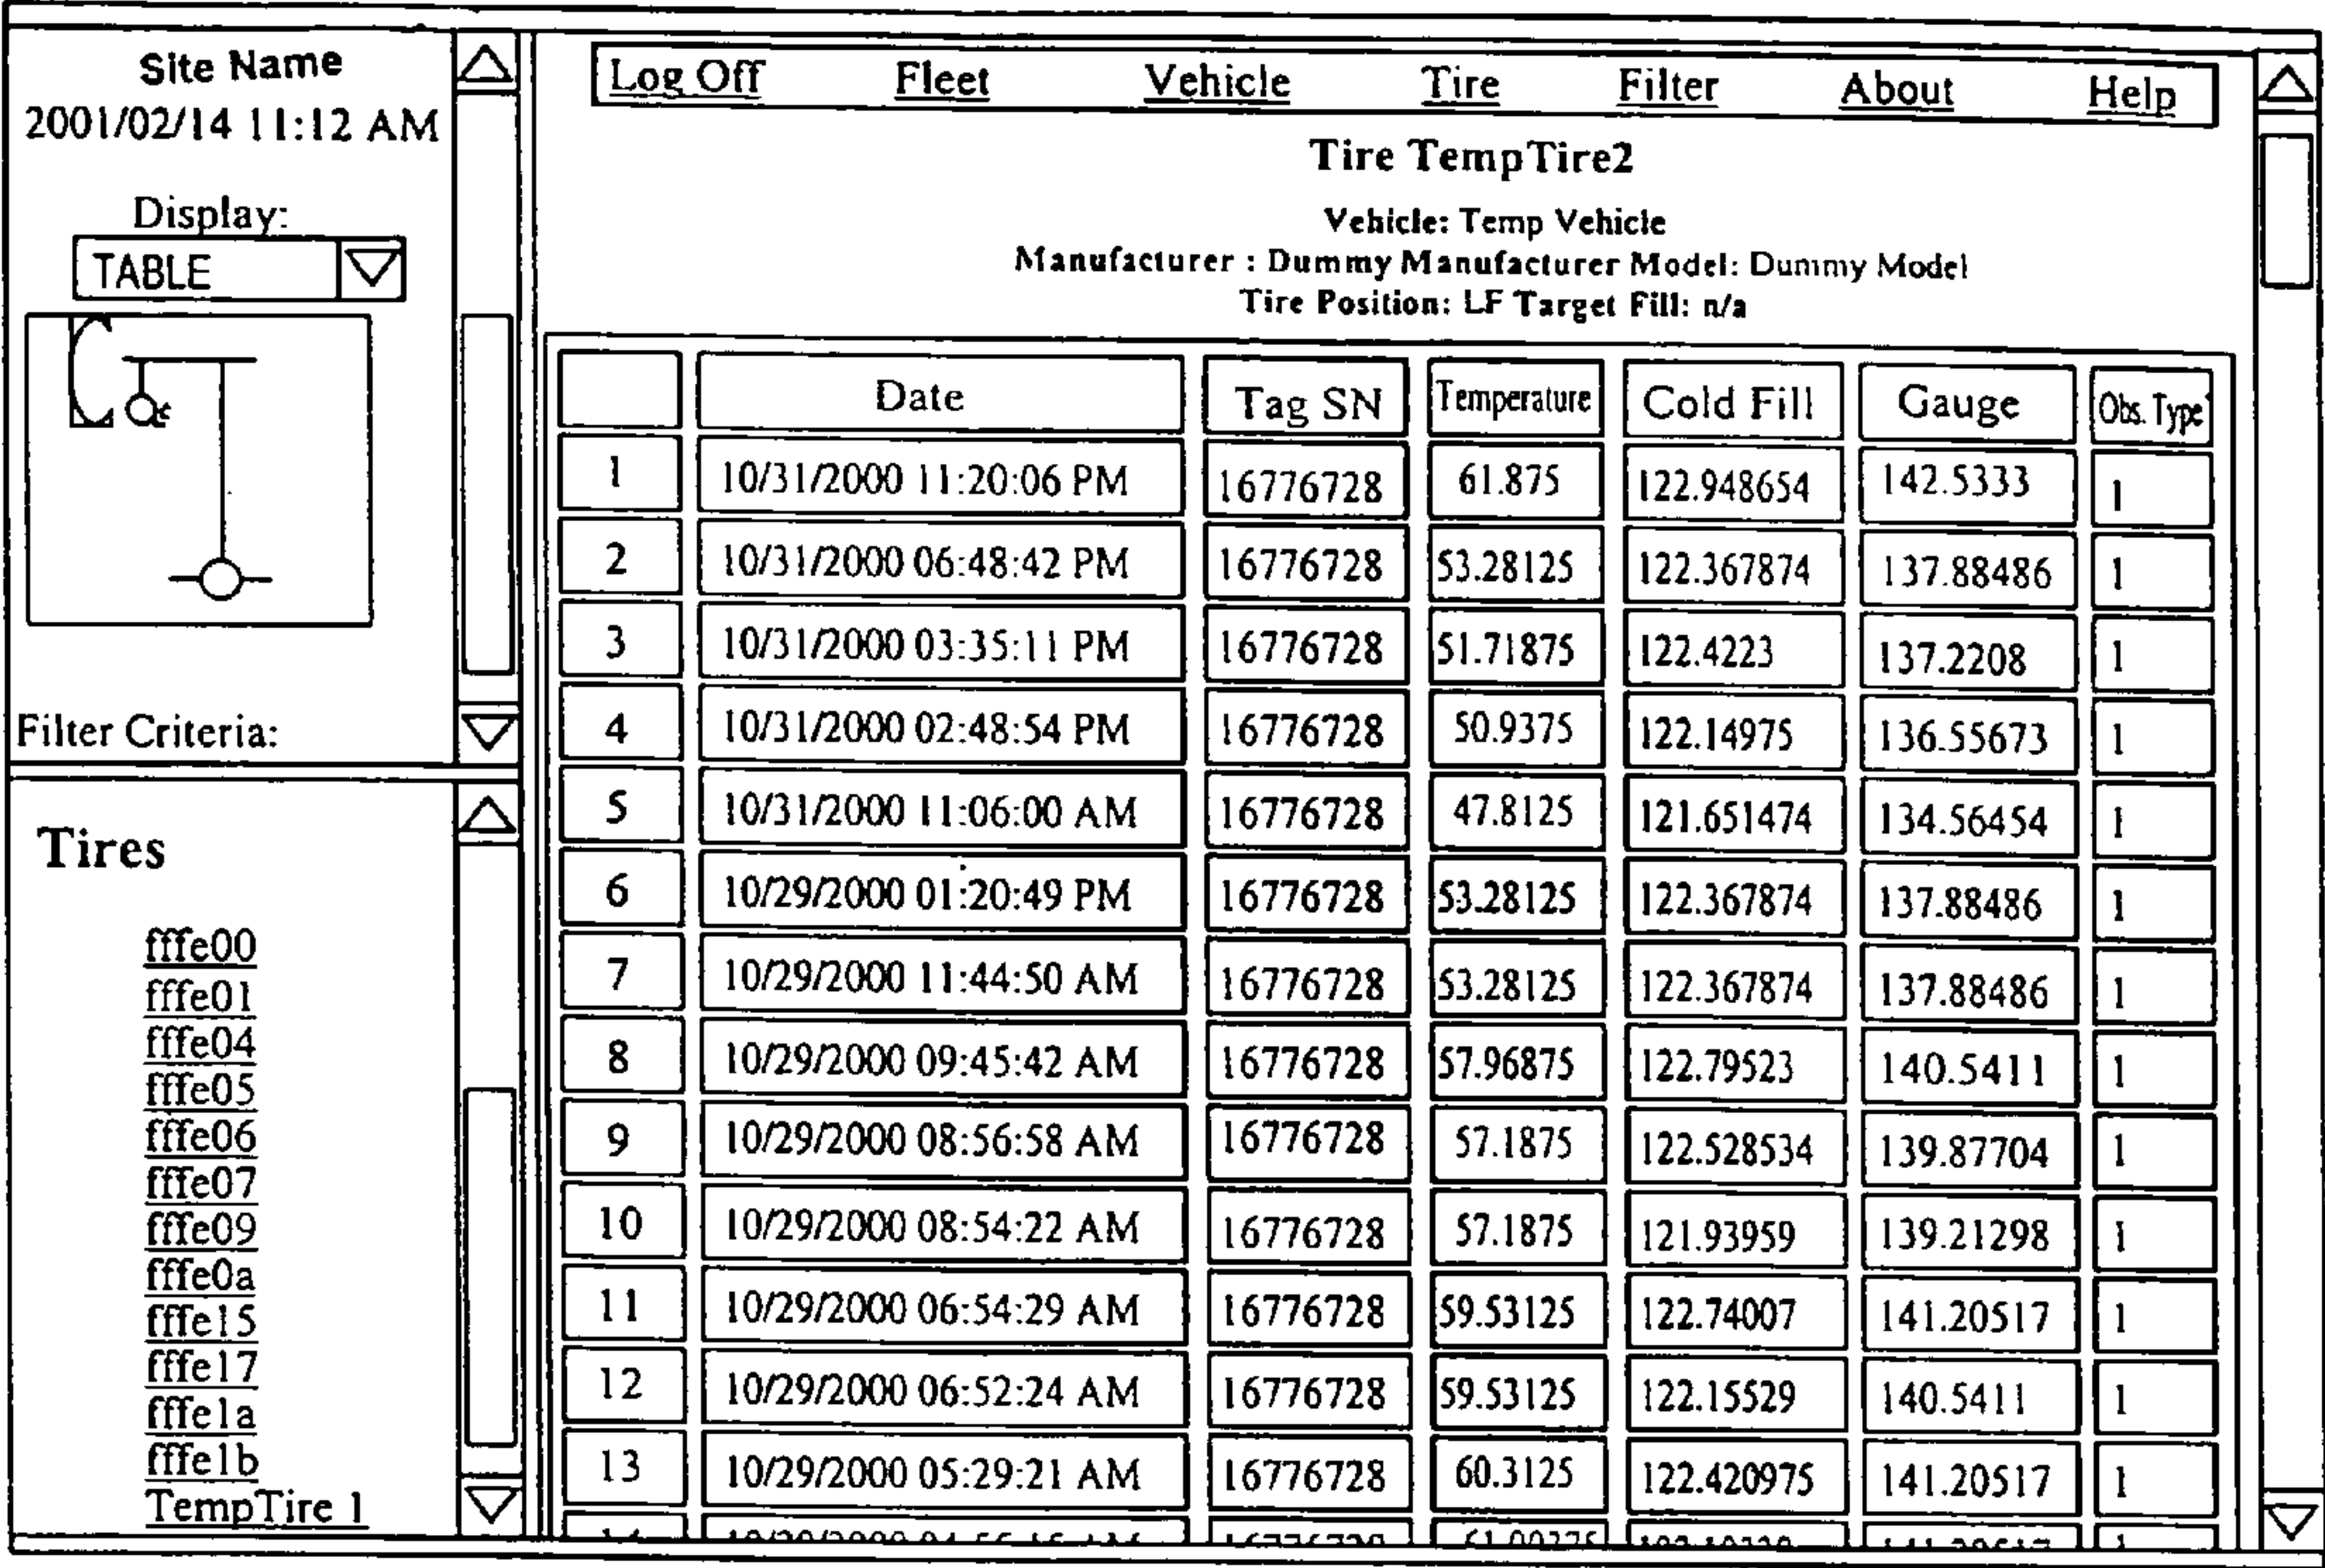 Site Name
2001/02/14 11:12 AM
Display:
TABLE
Filter Criteria:
Tires
fffe00
fffe01
fffe04
fffe05
fffe06
fffe07
fffe09
fffe0a
fffe15
fffe17
fffe1a
fffe1b
TempTire 1
Log Off Fleet Vehicle Tire Filter About Help
Tire TempTire2
Vehicle: Temp Vehicle
Manufacturer : Dummy Manufacturer Model: Dummy Model
Tire Position: LF Target Fill: n/a
Date Tag SN Temperature Cold Fill Gauge Obs. Type
1 10/31/2000 11:20:06 PM 16776728 61.875 122.948654 142.5333 1
2 10/31/2000 06:48:42 PM 16776728 53.28125 122.367874 137.88486 1
3 10/31/2000 03:35:11 PM 16776728 51.71875 122.4223 137.2208 1
4 10/31/2000 02:48:54 PM 16776728 50.9375 122.14975 136.55673 1
5 10/31/2000 11:06:00 AM 16776728 47.8125 121.651474 134.56454 1
6 10/29/2000 01:20:49 PM 16776728 53.28125 122.367874 137.88486 1
7 10/29/2000 11:44:50 AM 16776728 53.28125 122.367874 137.88486 1
8 10/29/2000 09:45:42 AM 16776728 57.96875 122.79523 140.5411 1
9 10/29/2000 08:56:58 AM 16776728 57.1875 122.528534 139.87704 1
10 10/29/2000 08:54:22 AM 16776728 57.1875 121.93959 139.21298 1
11 10/29/2000 06:54:29 AM 16776728 59.53125 122.74007 141.20517 1
12 10/29/2000 06:52:24 AM 16776728 59.53125 122.15529 140.5411 1
13 10/29/2000 05:29:21 AM 16776728 60.3125 122.420975 141.20517 1